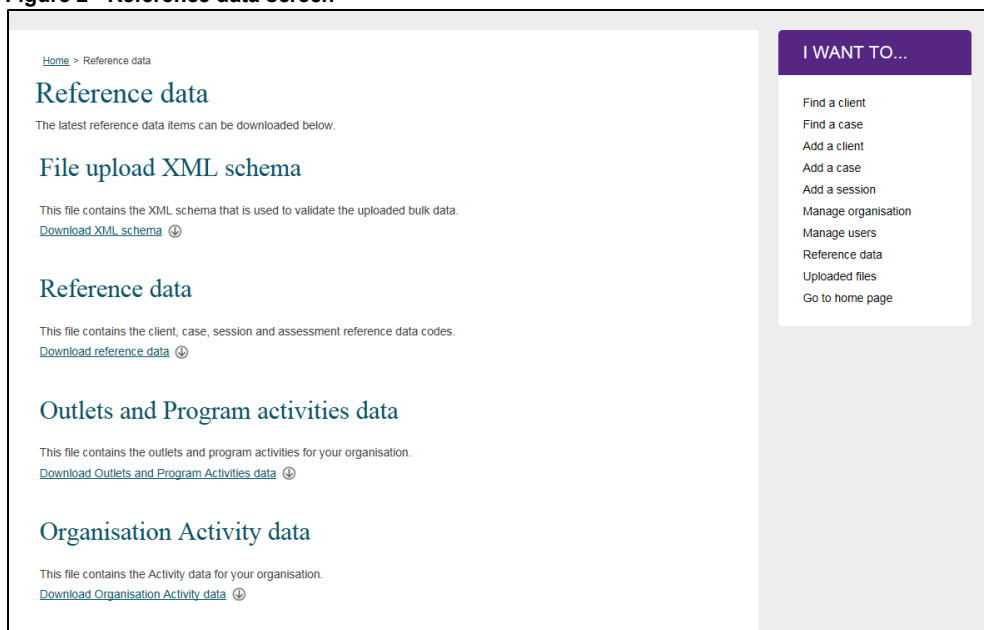 Figure 2 - Reference data screen
Home > Reference data
Reference data
The latest reference data items can be downloaded below.
File upload XML schema
This file contains the XML schema that is used to validate the uploaded bulk data.
Download XML schema
Reference data
This file contains the client, case, session and assessment reference data codes.
Download reference data
Outlets and Program activities data
This file contains the outlets and program activities for your organisation.
Download Outlets and Program Activities data
Organisation Activity data
This file contains the Activity data for your organisation.
Download Organisation Activity data
I WANT TO...
Find a client
Find a case
Add a client
Add a case
Add a session
Manage organisation
Manage users
Reference data
Uploaded files
Go to home page